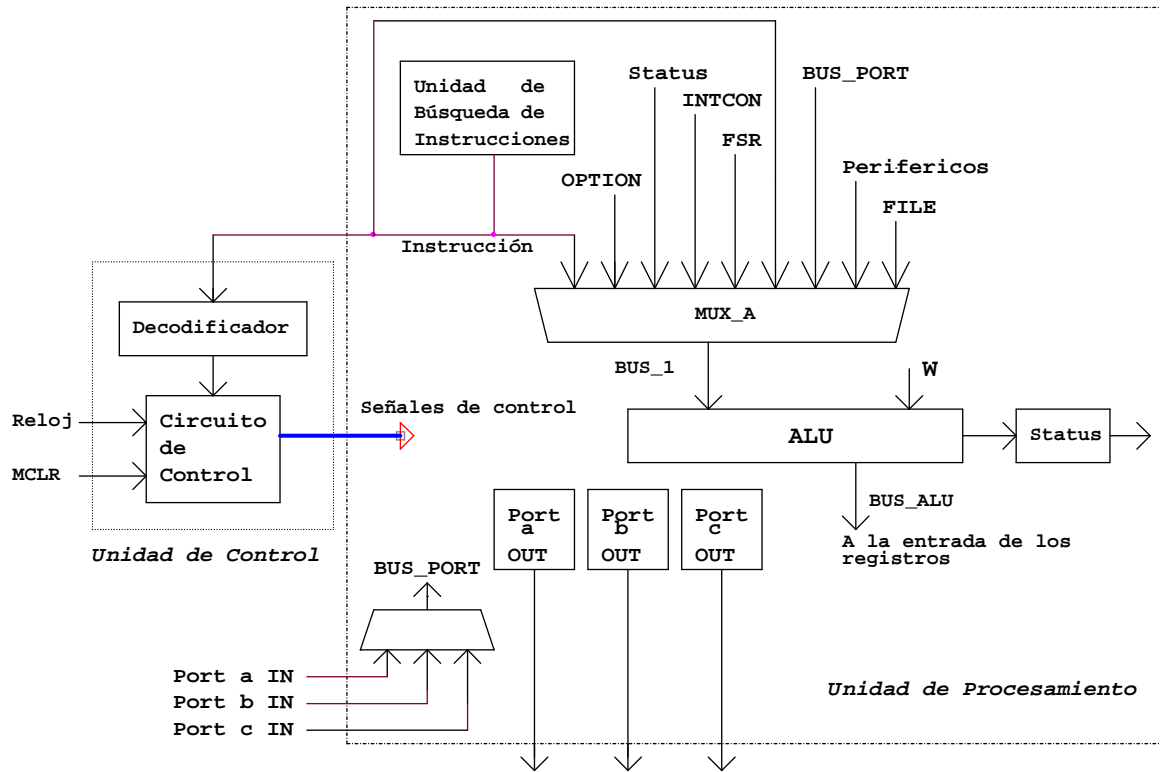 Unidad de
Búsqueda de
Instrucciones
Status
BUS_PORT
INTCON
FSR
OPTION
Perifericos
FILE
Instrucción
Decodificador
MUX_A
BUS_1
W
Reloj
MCLR
Circuito
de
Control
Señales de control
ALU
Status
BUS_ALU
A la entrada de los
registros
Unidad de Control
Port
a
OUT
Port
b
OUT
Port
c
OUT
BUS_PORT
Port a IN
Port b IN
Port c IN
Unidad de Procesamiento